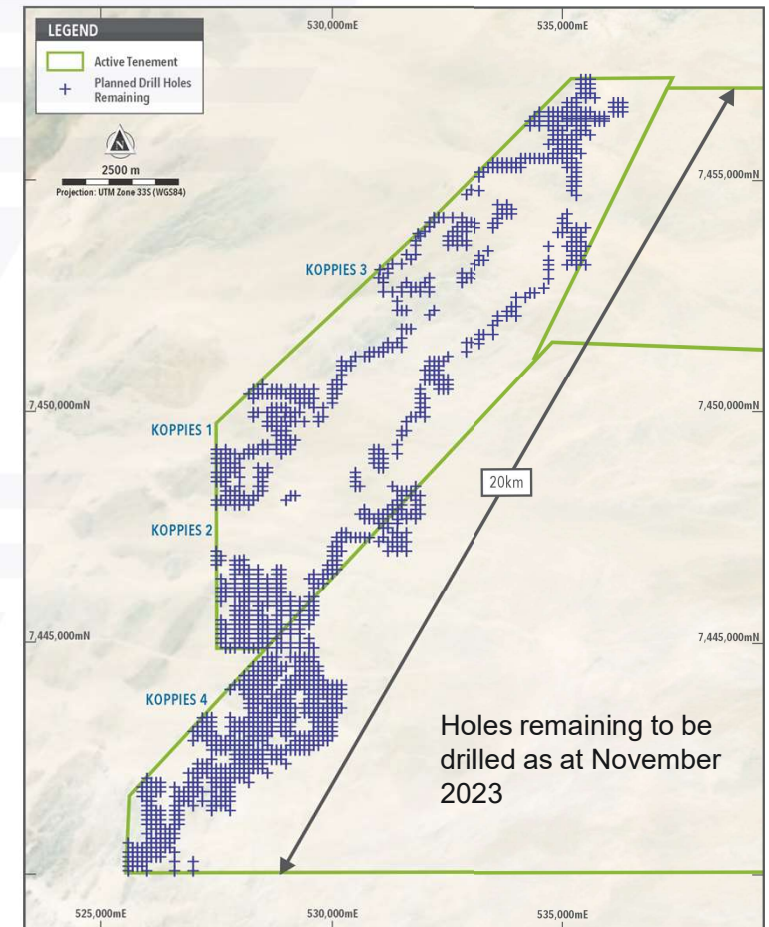 530,000mE
535,000mE
LEGEND
Active Tenement
Planned Drill Holes
Remaining
N
2500 m
Projection: UTM Zone 33S (WGS84)
7,455,000mN
KOPPIES 3
7,450,000mN
7,450,000mN
KOPPIES 1
20km
KOPPIES 2
7,445,000mN
7,445,000mN
KOPPIES 4
Holes remaining to be
drilled as at November
2023
525,000mE
530,000mE
535,000mE